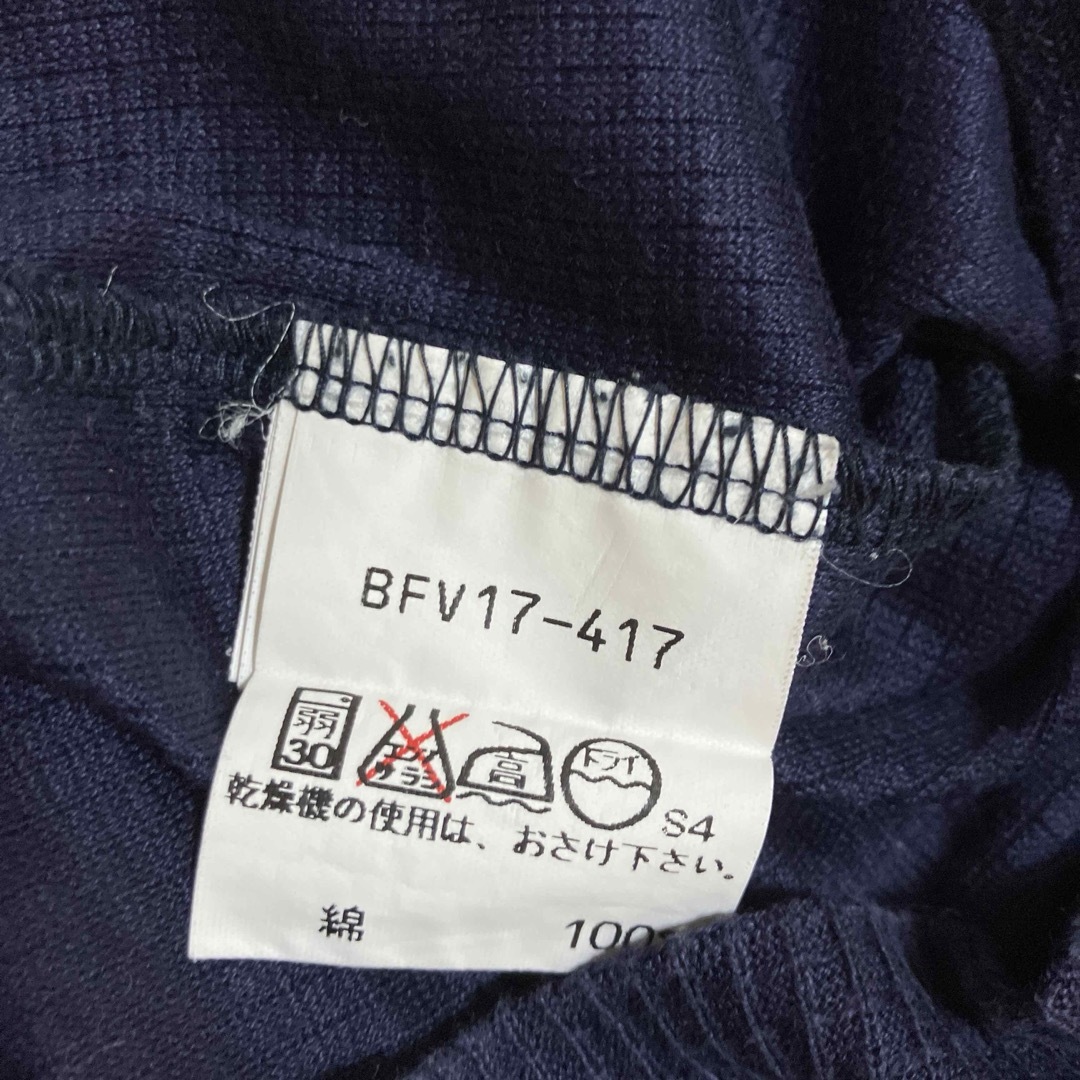 BFV17-417
弱 30 エンソ サラシ 高 ドライ S4
乾燥機の使用は、おさけ下さい。
綿 100